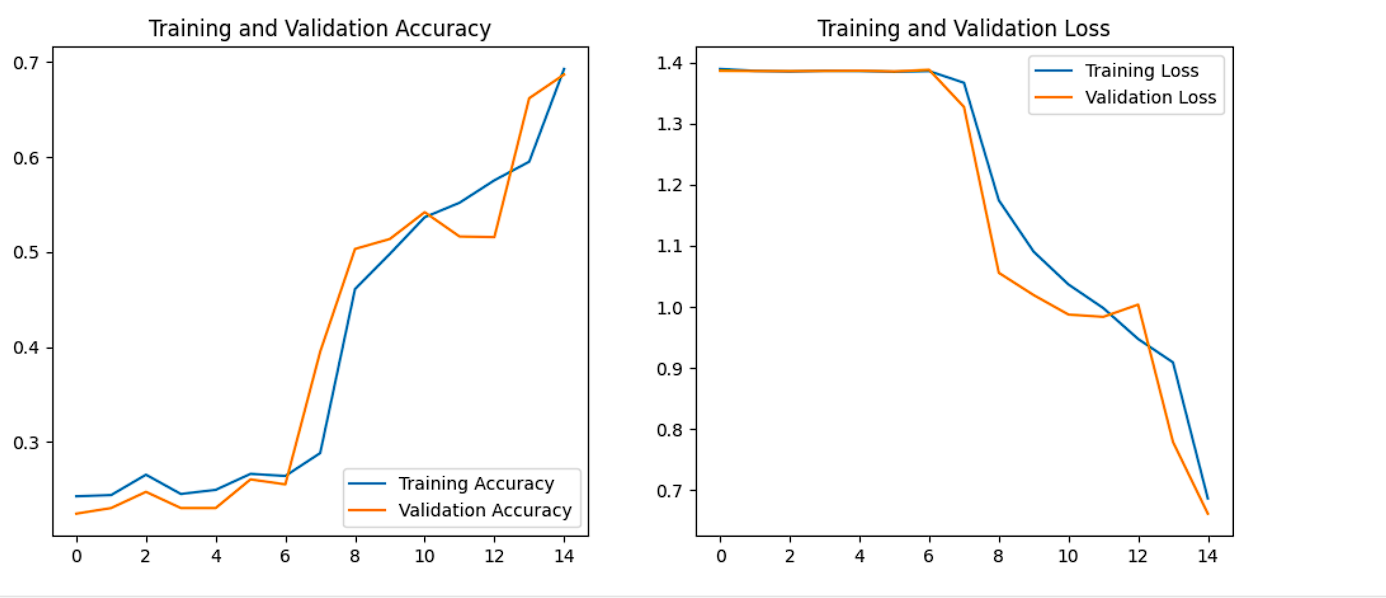 Training and Validation Accuracy
0.7
0.6
0.5
0.4
0.3
Training Accuracy
Validation Accuracy
0 2 4 6 8 10 12 14
Training and Validation Loss
1.4
1.3
1.2
1.1
1.0
0.9
0.8
0.7
Training Loss
Validation Loss
0 2 4 6 8 10 12 14